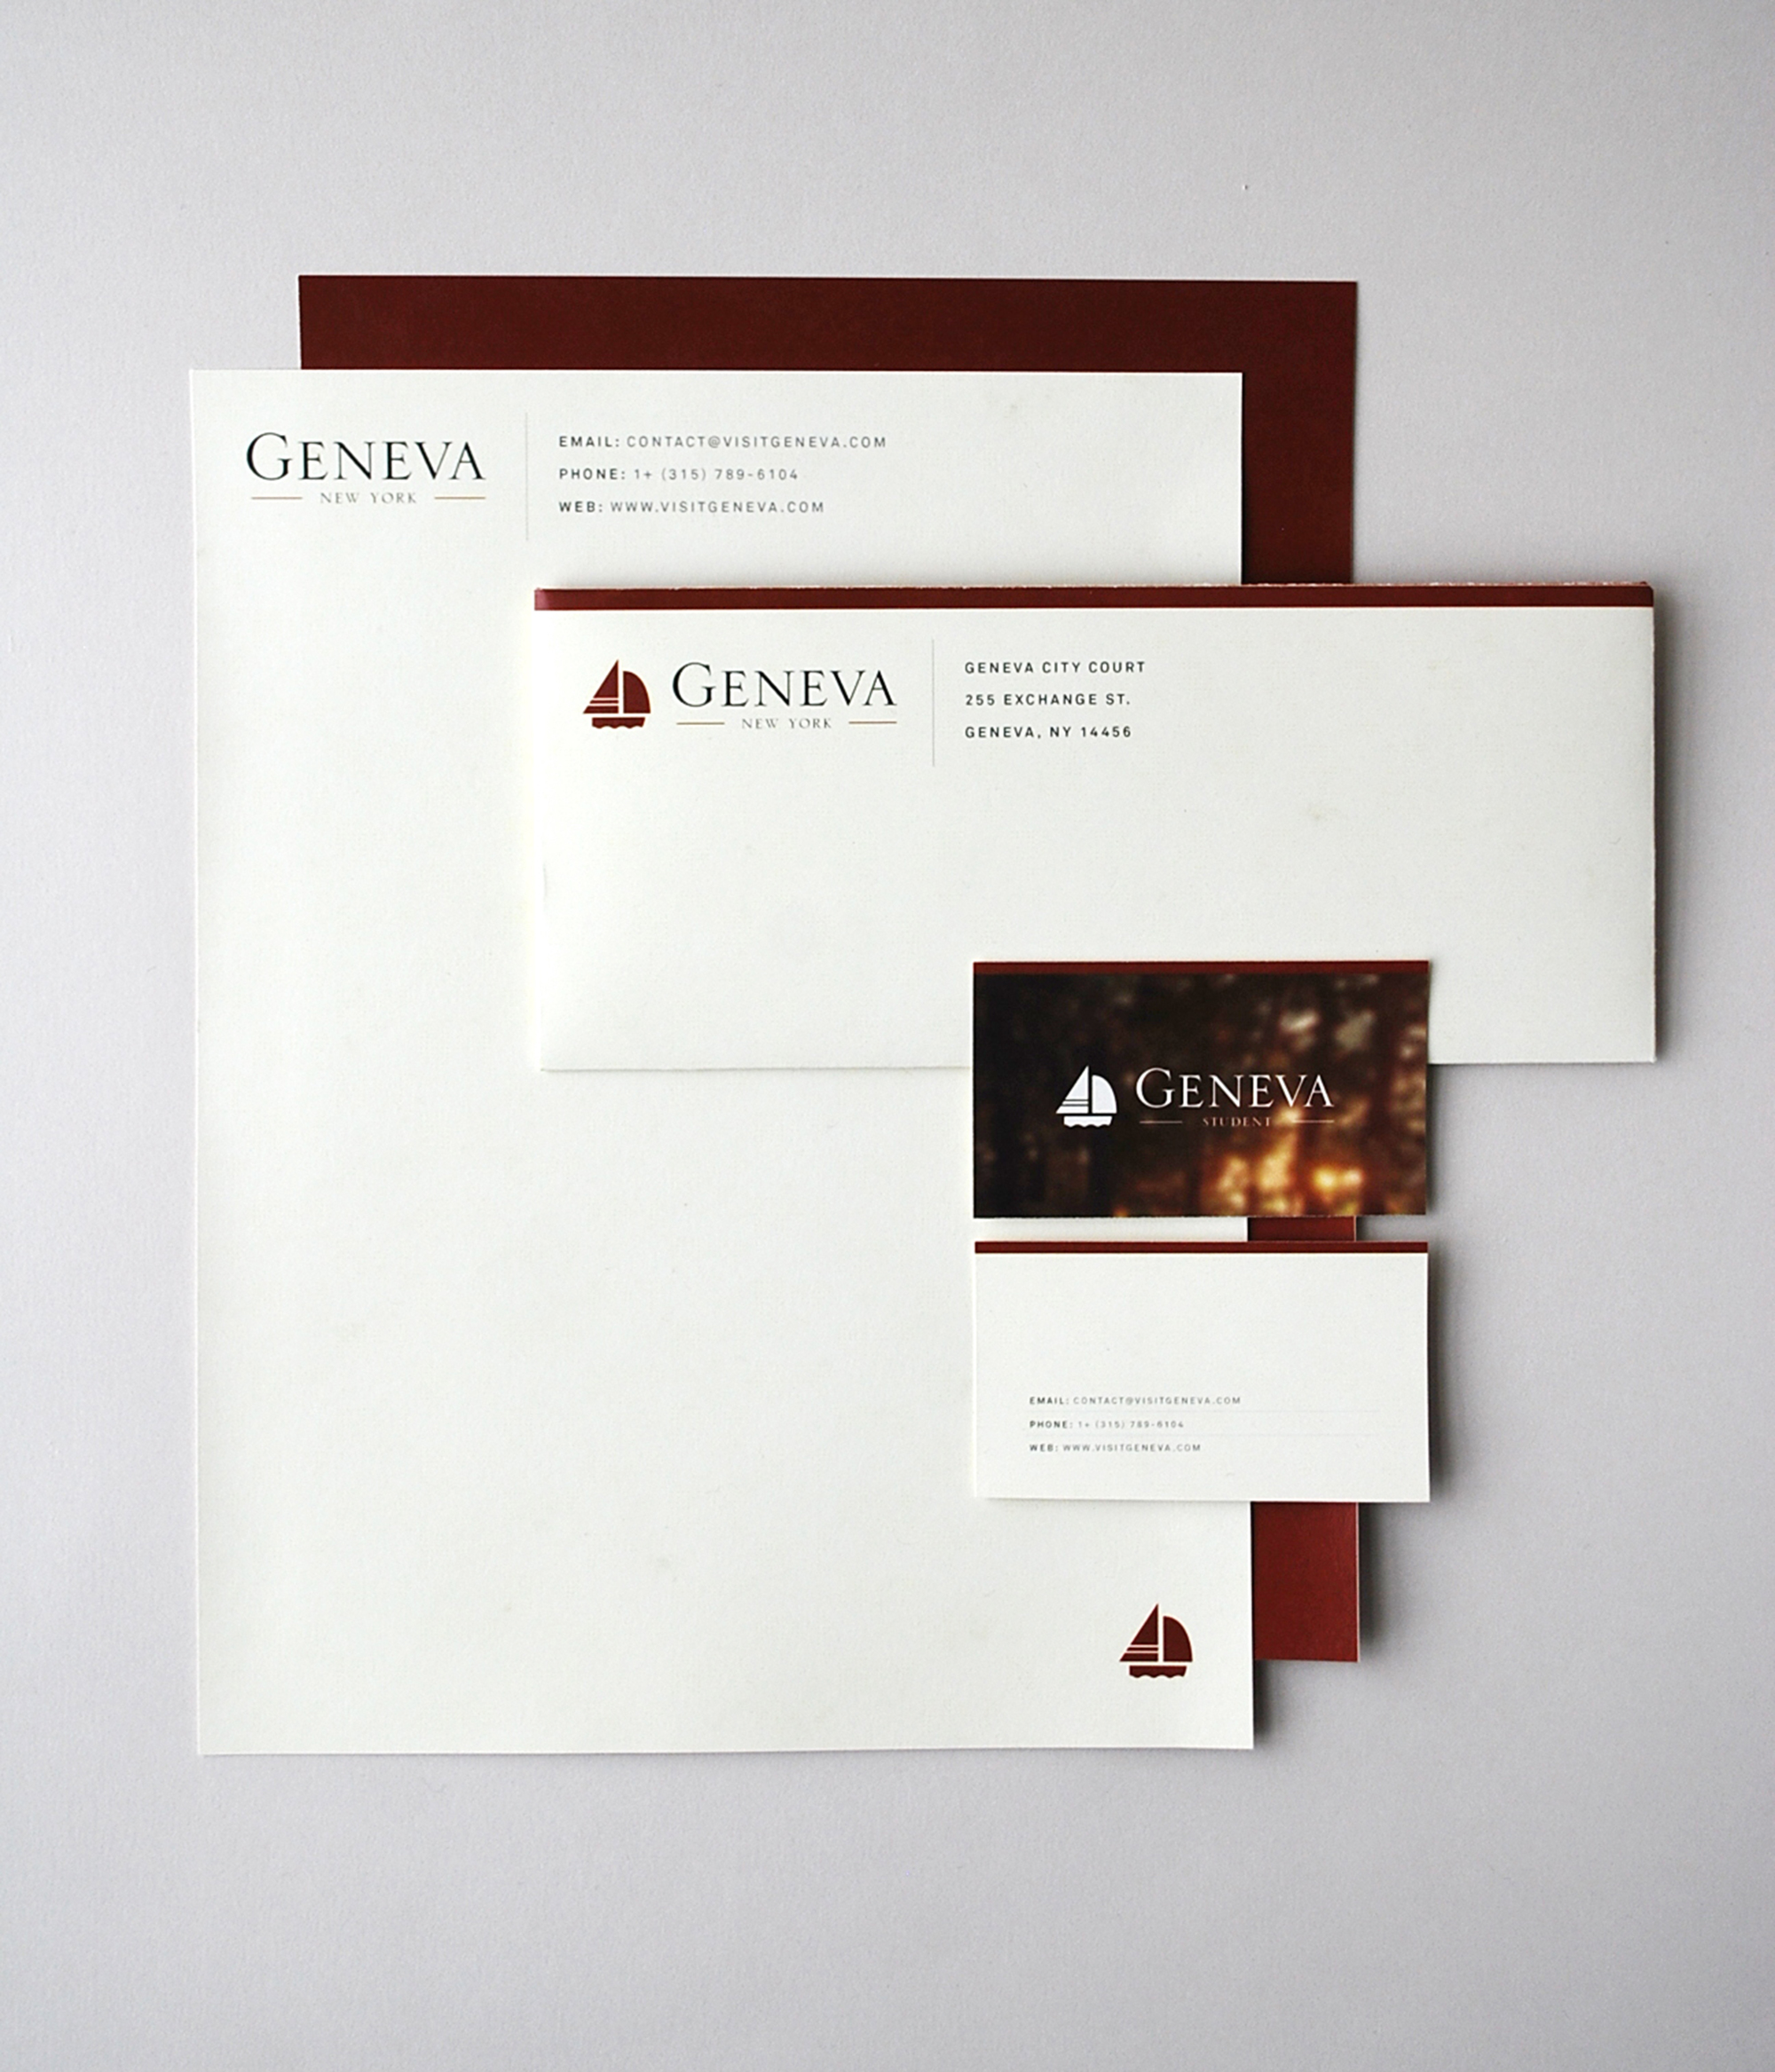 GENEVA
NEW YORK
EMAIL: CONTACT@VISITGENEVA.COM
PHONE: 1+ (315) 789-6104
WEB: WWW.VISITGENEVA.COM
GENEVA
NEW YORK
GENEVA CITY COURT
255 EXCHANGE ST.
GENEVA, NY 14456
GENEVA
STUDENT
EMAIL: CONTACT@VISITGENEVA.COM
PHONE: 1+ (315) 789-6104
WEB: WWW.VISITGENEVA.COM